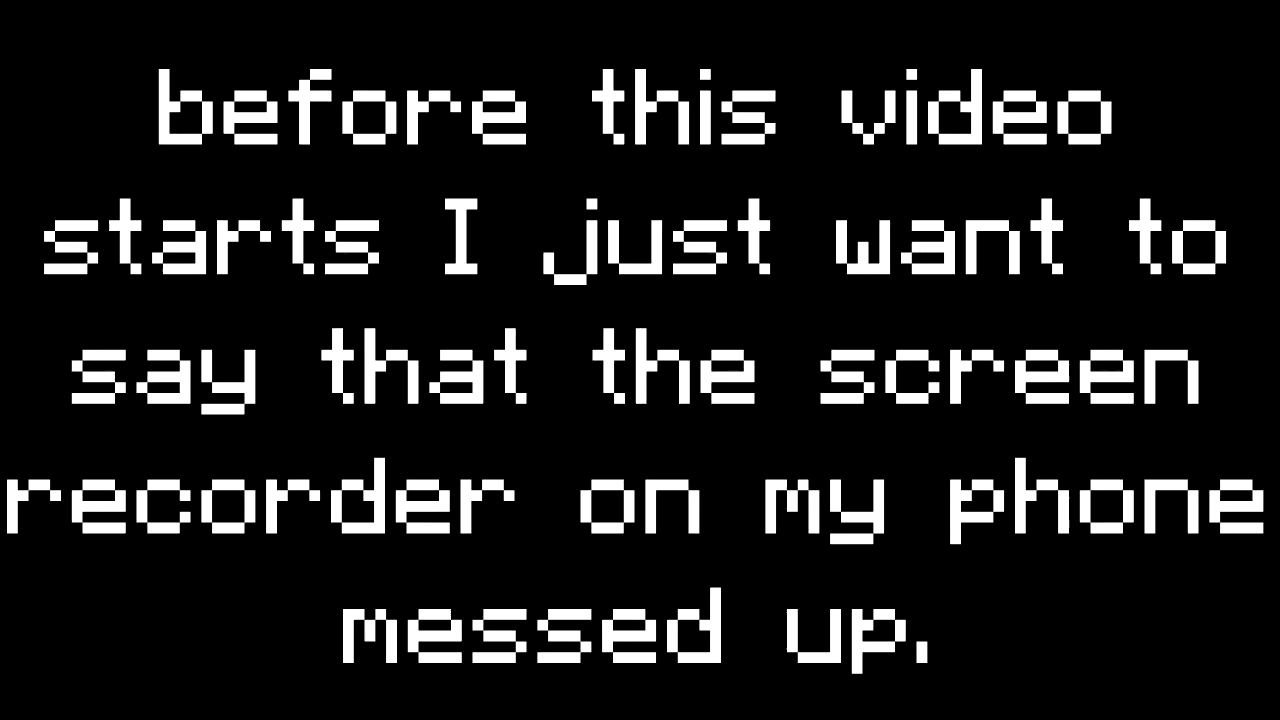 before this video
starts I just want to
say that the screen
recorder on my phone
messed up.